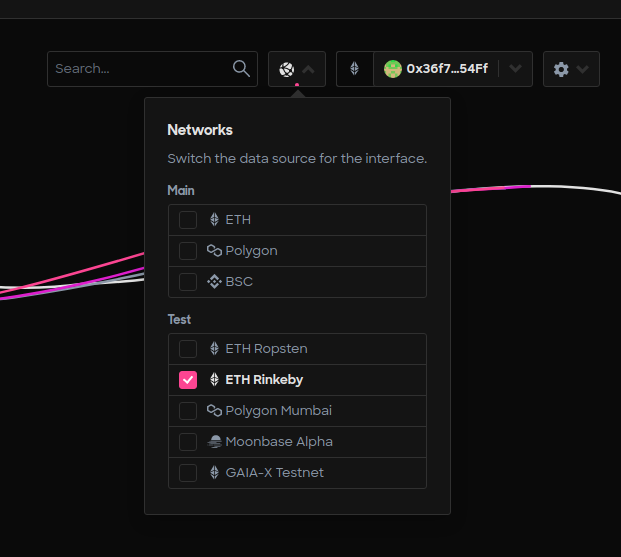 Search...
0x36f7...54Ff
Networks
Switch the data source for the interface.
Main
ETH
Polygon
BSC
Test
ETH Ropsten
ETH Rinkeby
Polygon Mumbai
Moonbase Alpha
GAIA-X Testnet